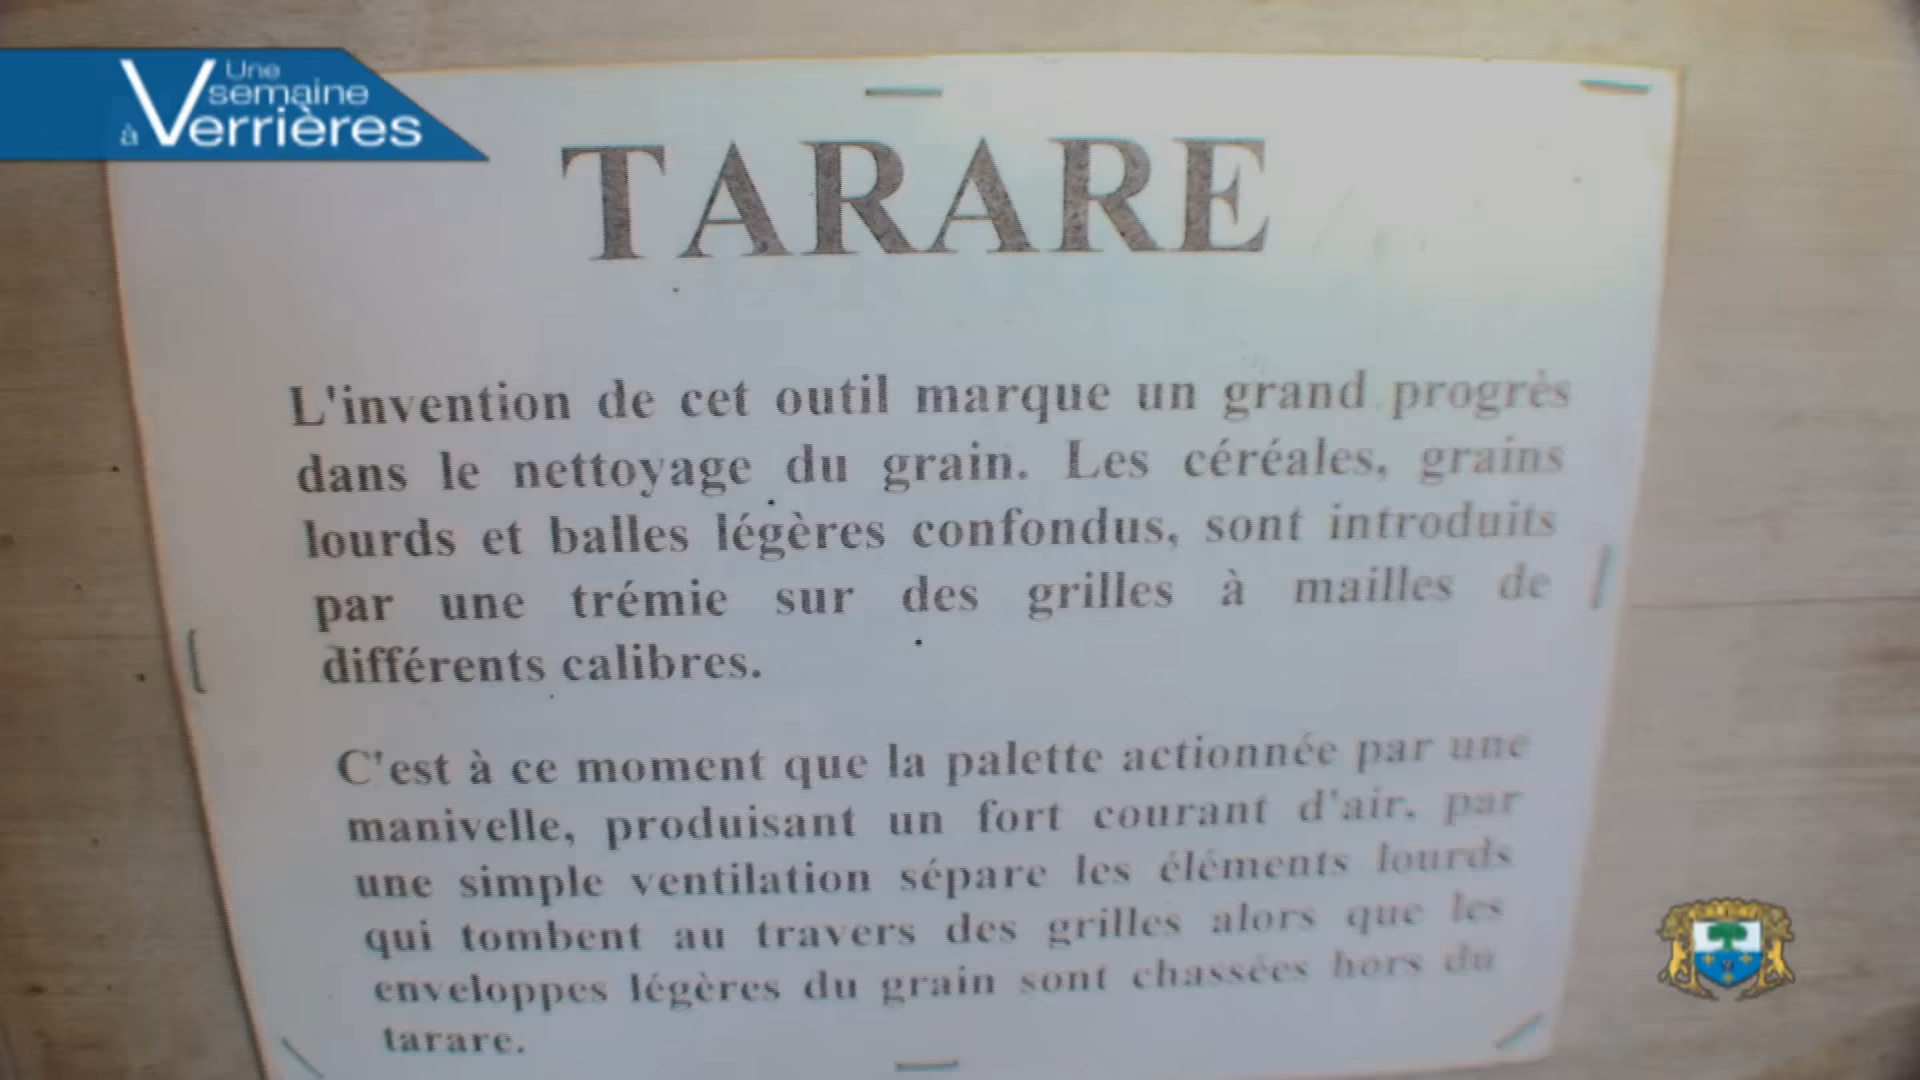 Une
semaine
à Verrières
TARARE
L'invention de cet outil marque un grand progrès
dans le nettoyage du grain. Les céréales, grains
lourds et balles légères confondus, sont introduits
par une trémie sur des grilles à mailles de
différents calibres.
C'est à ce moment que la palette actionnée par une
manivelle, produisant un fort courant d'air, par
une simple ventilation sépare les éléments lourds
qui tombent au travers des grilles alors que les
enveloppes légères du grain sont chassées hors du
tarare.